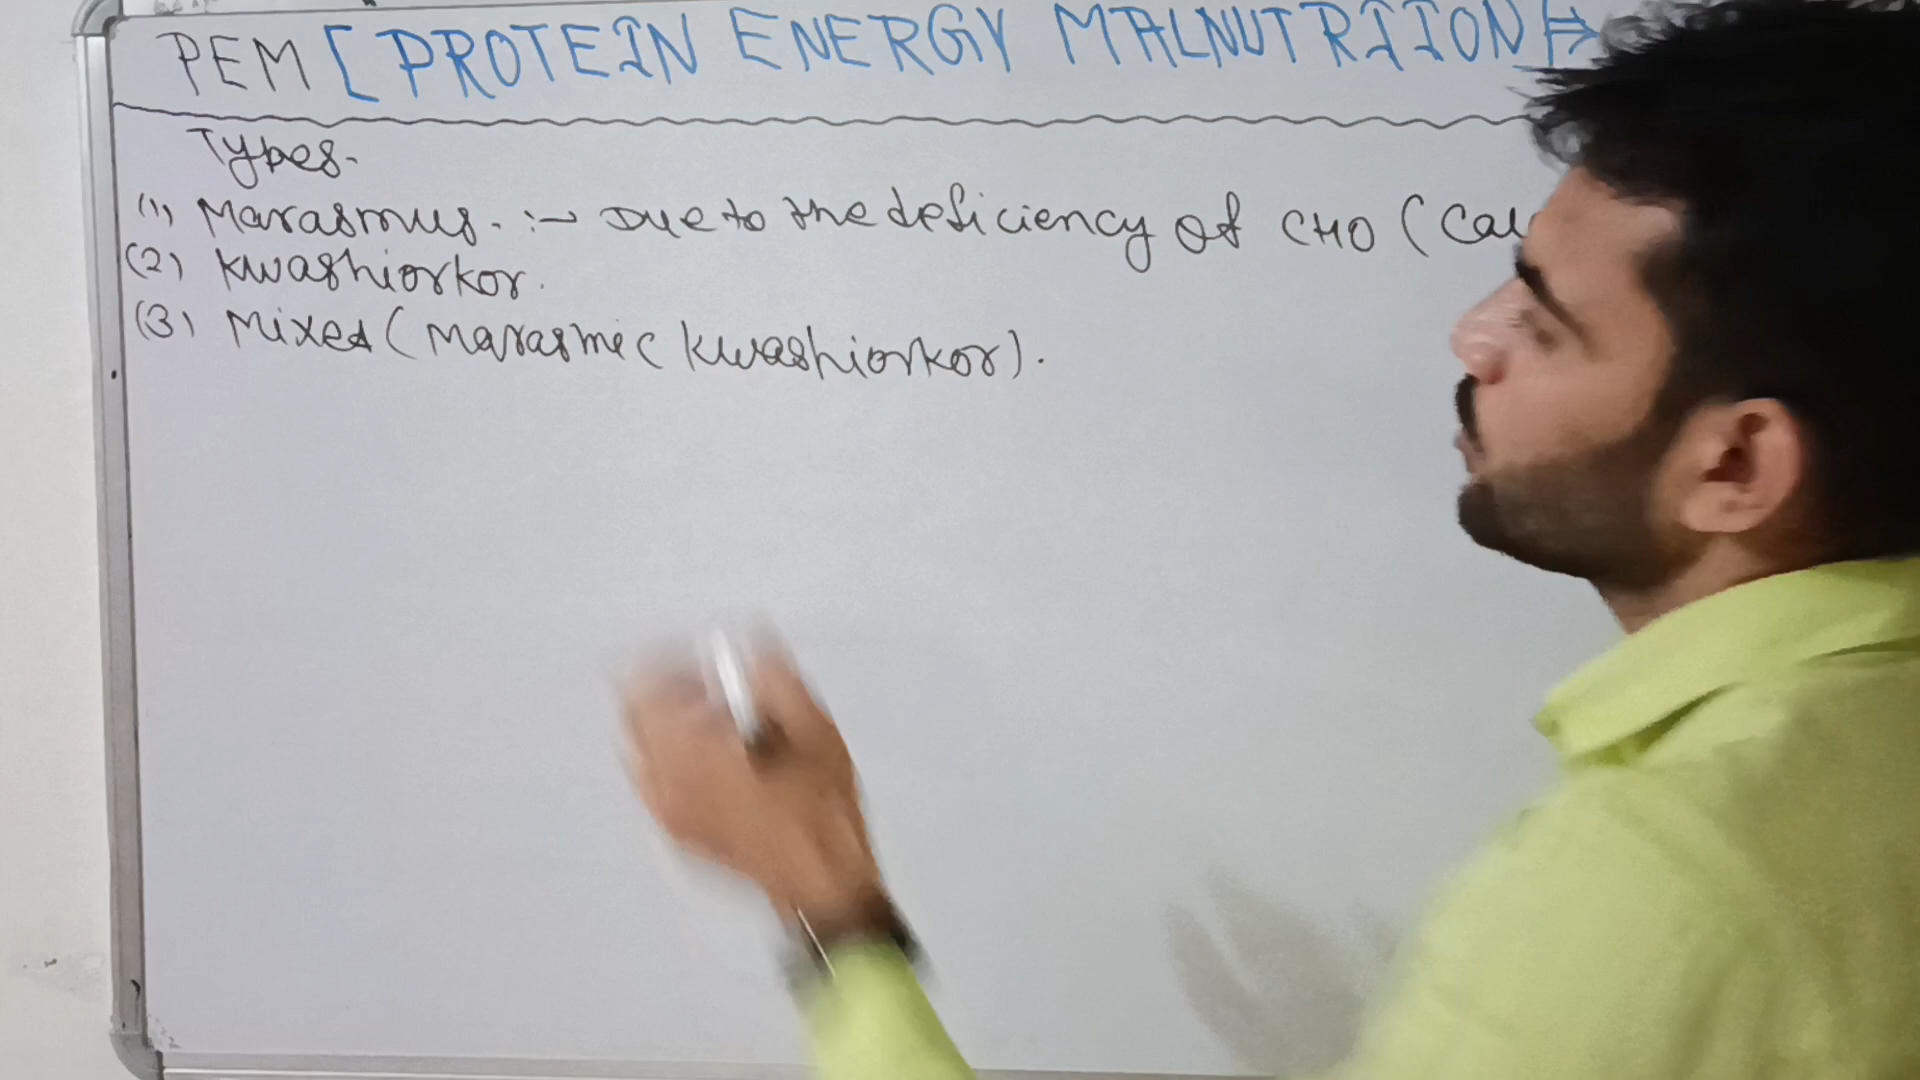 PEM [PROTEIN ENERGY MALNUTRITION]⇒
Types-
(1) Marasmus. :- Due to the deficiency of CHO (Cal
(2) Kwashiorkor.
(3) Mixed (Marasmic Kwashiorkor).